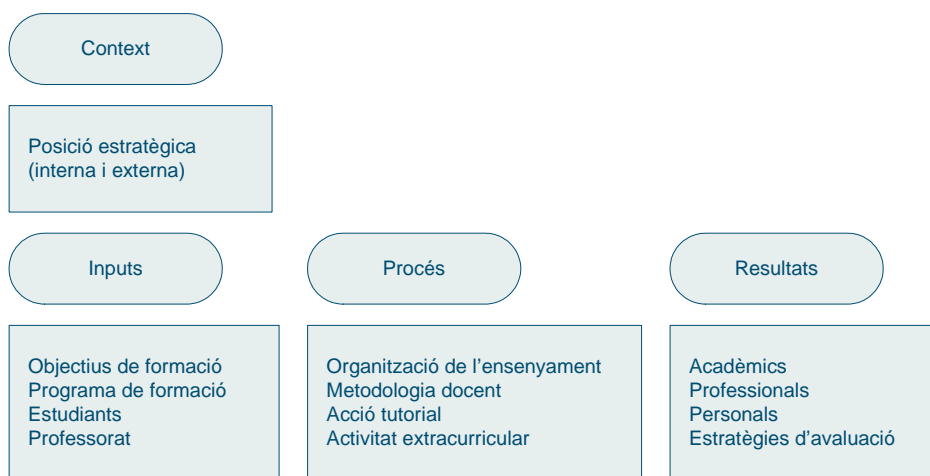 Context
Posició estratègica
(interna i externa)
Inputs
Procés
Resultats
Objectius de formació
Programa de formació
Estudiants
Professorat
Organització de l’ensenyament
Metodologia docent
Acció tutorial
Activitat extracurricular
Acadèmics
Professionals
Personals
Estratègies d’avaluació